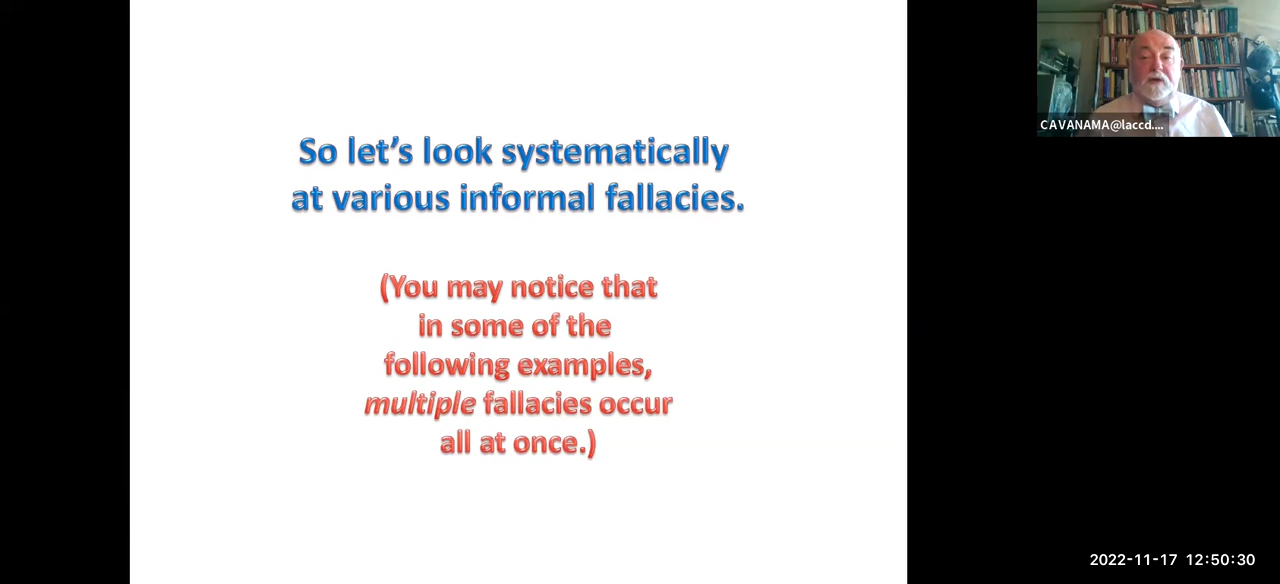 So let's look systematically
at various informal fallacies.
(You may notice that
in some of the
following examples,
multiple fallacies occur
all at once.)
CAVANAMA@laccd....
2022-11-17 12:50:30